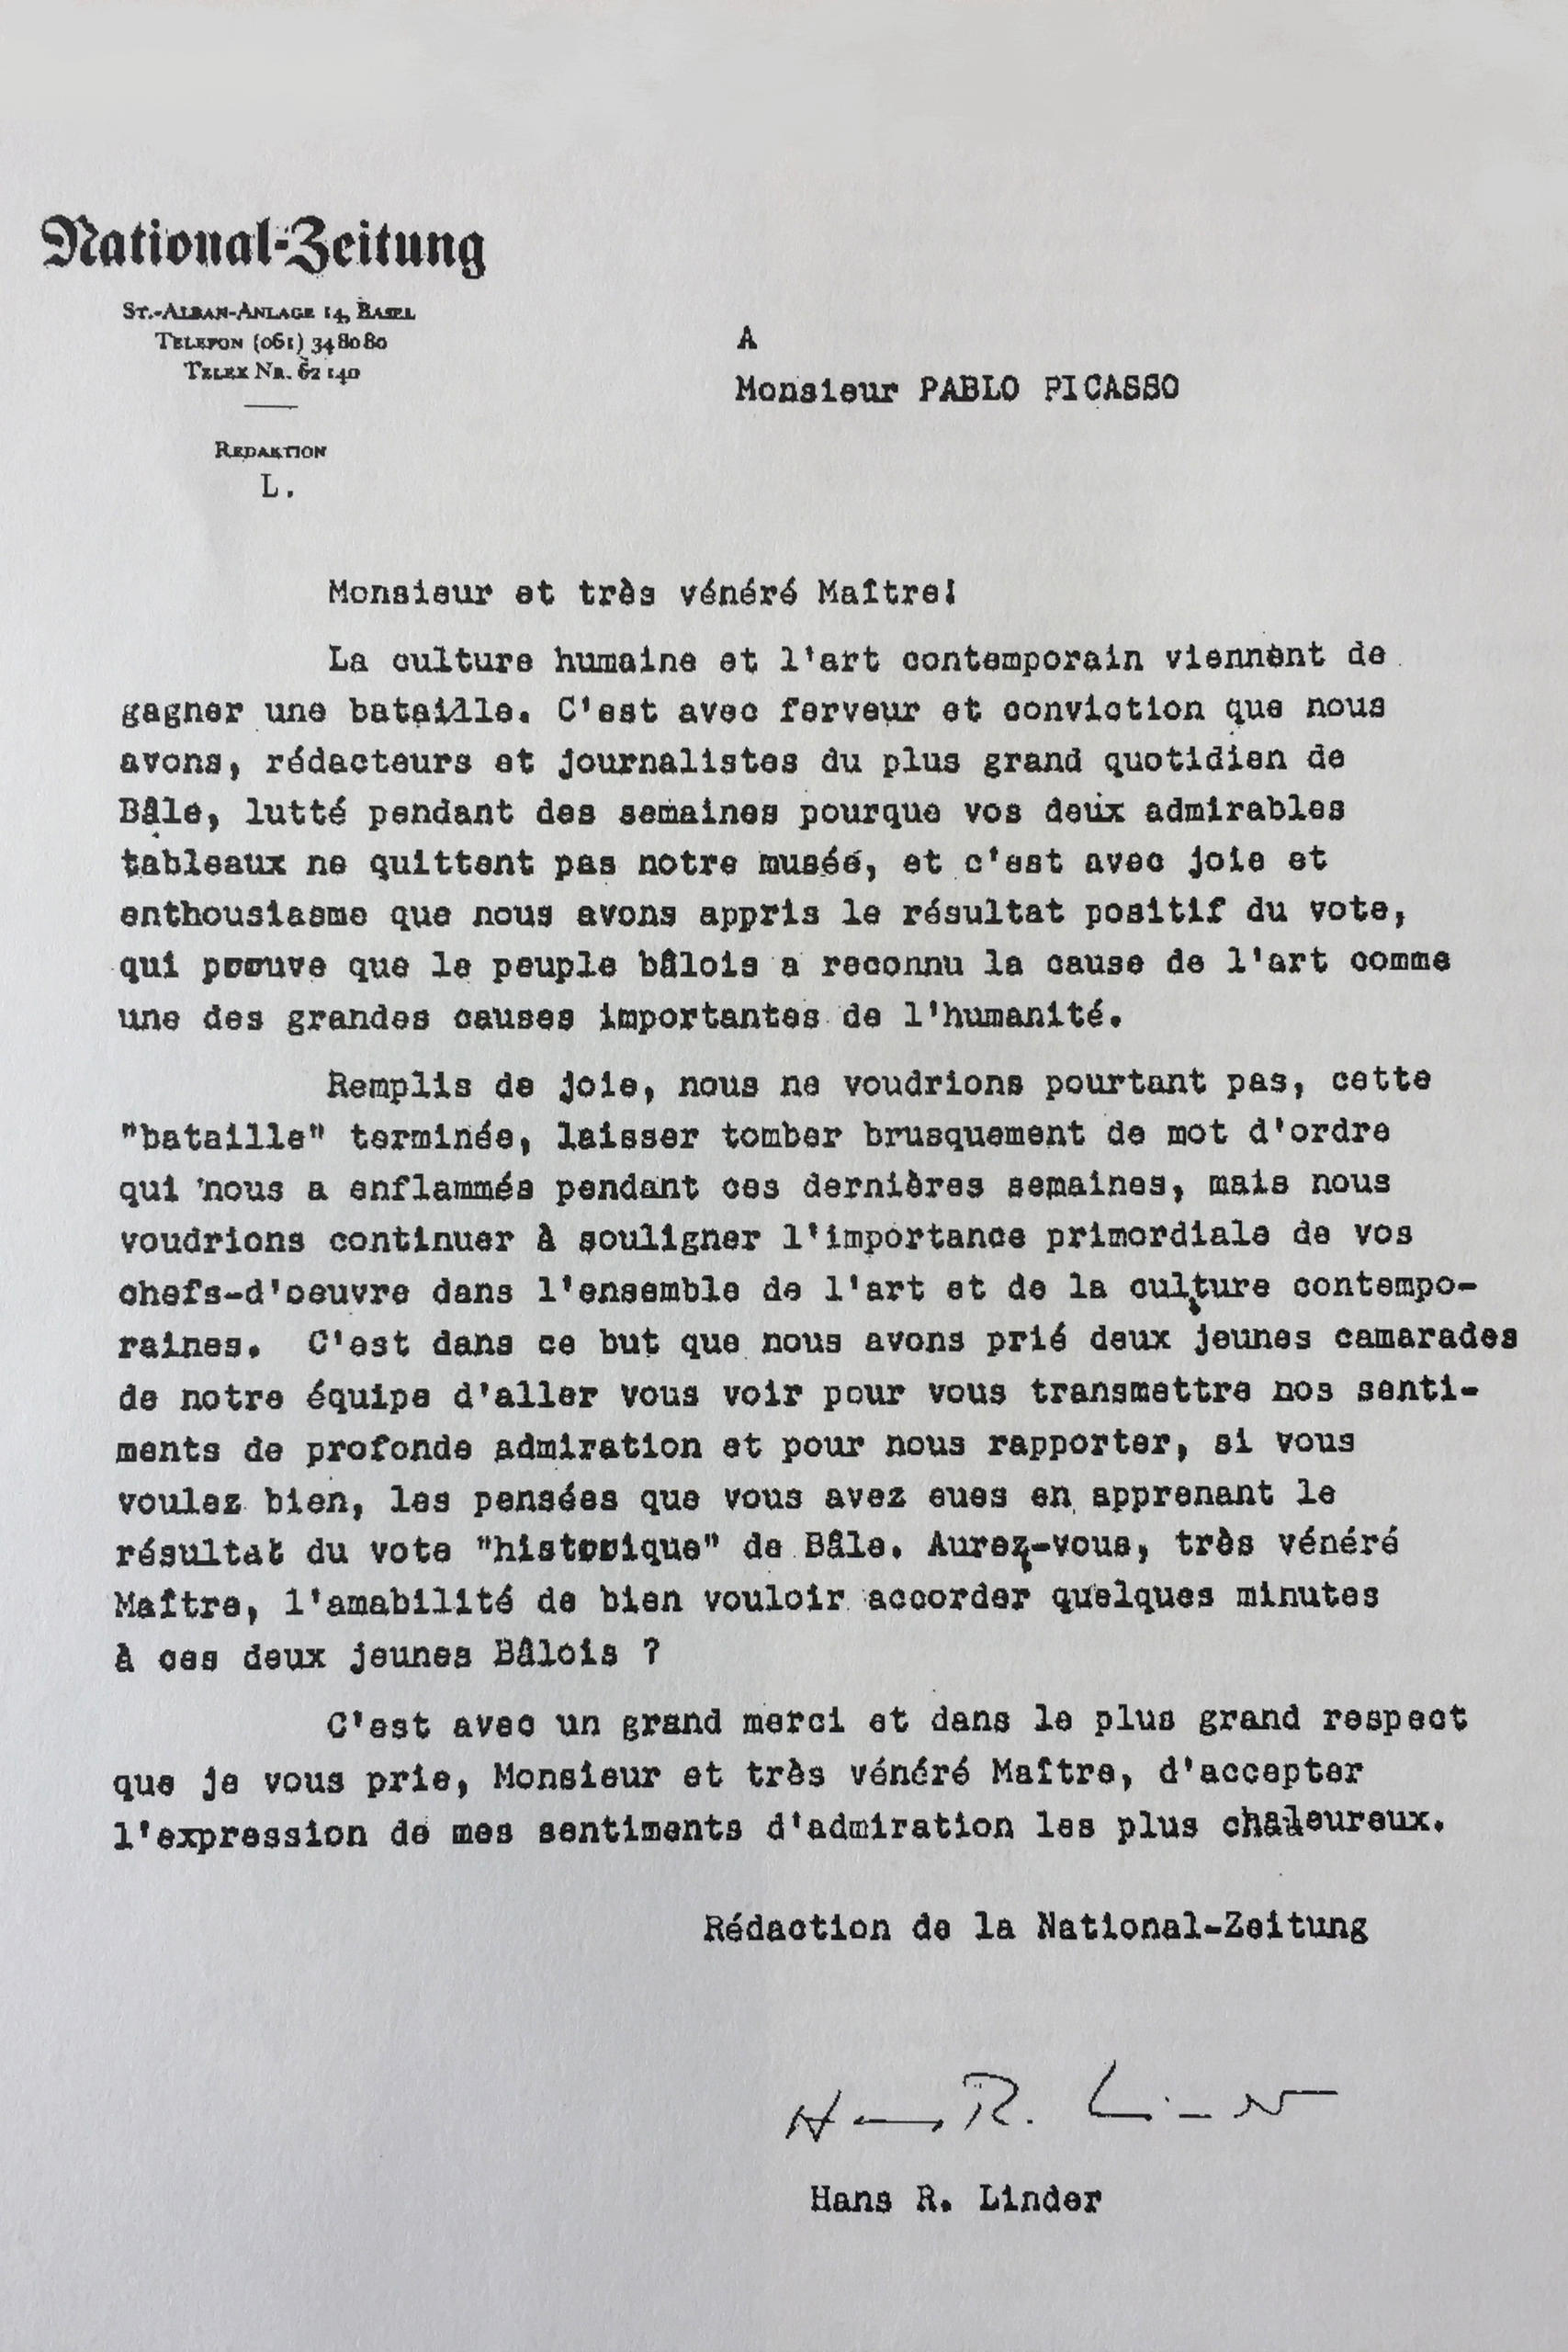 National-Zeitung
St.-Alban-Anlage 14, Basel
Telefon (061) 34 80 80
Telex Nr. 62 140
Redaktion
L.
A
Monsieur PABLO PICASSO
Monsieur et très vénéré Maître!
La culture humaine et l'art contemporain viennent de
gagner une bataille. C'est avec ferveur et conviction que nous
avons, rédacteurs et journalistes du plus grand quotidien de
Bâle, lutté pendant des semaines pourque vos deux admirables
tableaux ne quittent pas notre musée, et c'est avec joie et
enthousiasme que nous avons appris le résultat positif du vote,
qui prouve que le peuple bâlois a reconnu la cause de l'art comme
une des grandes causes importantes de l'humanité.
Remplis de joie, nous ne voudrions pourtant pas, cette
"bataille" terminée, laisser tomber brusquement de mot d'ordre
qui nous a enflammés pendant ces dernières semaines, mais nous
voudrions continuer à souligner l'importance primordiale de vos
chefs-d'oeuvre dans l'ensemble de l'art et de la culture contempo-
raines. C'est dans ce but que nous avons prié deux jeunes camarades
de notre équipe d'aller vous voir pour vous transmettre nos senti-
ments de profonde admiration et pour nous rapporter, si vous
voulez bien, les pensées que vous avez eues en apprenant le
résultat du vote "historique" de Bâle. Aurez-vous, très vénéré
Maître, l'amabilité de bien vouloir accorder quelques minutes
à ces deux jeunes Bâlois ?
C'est avec un grand merci et dans le plus grand respect
que je vous prie, Monsieur et très vénéré Maître, d'accepter
l'expression de mes sentiments d'admiration les plus chaleureux.
Rédaction de la National-Zeitung
Hans R. Linder
Hans R. Linder